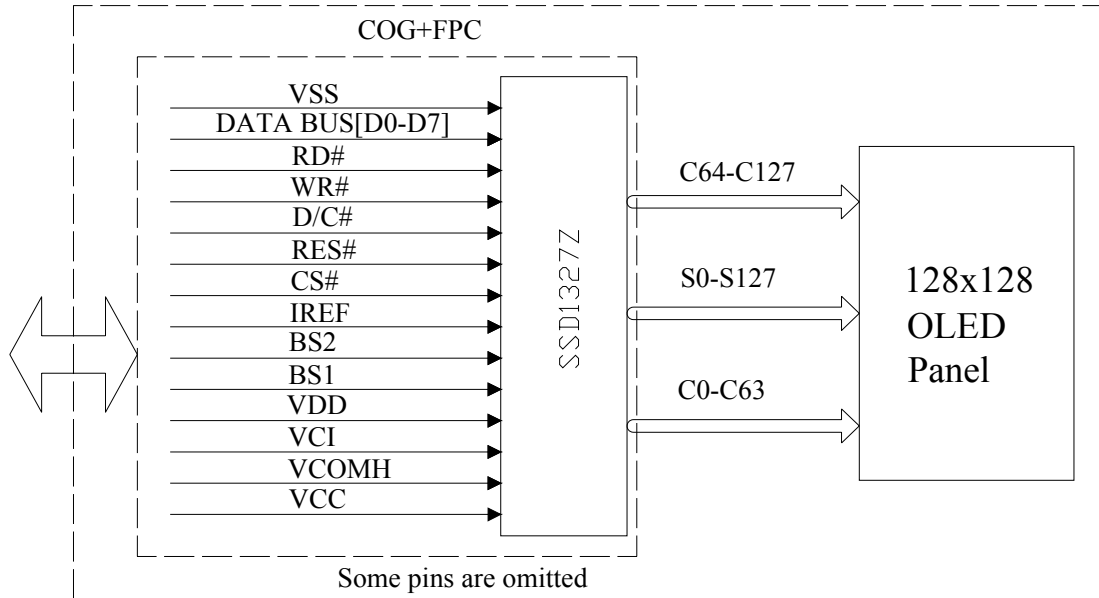 COG+FPC
VSS
DATA BUS[D0-D7]
RD#
WR#
D/C#
RES#
CS#
IREF
BS2
BS1
VDD
VCI
VCOMH
VCC
SSD1327Z
C64-C127
S0-S127
C0-C63
128x128
OLED
Panel
Some pins are omitted